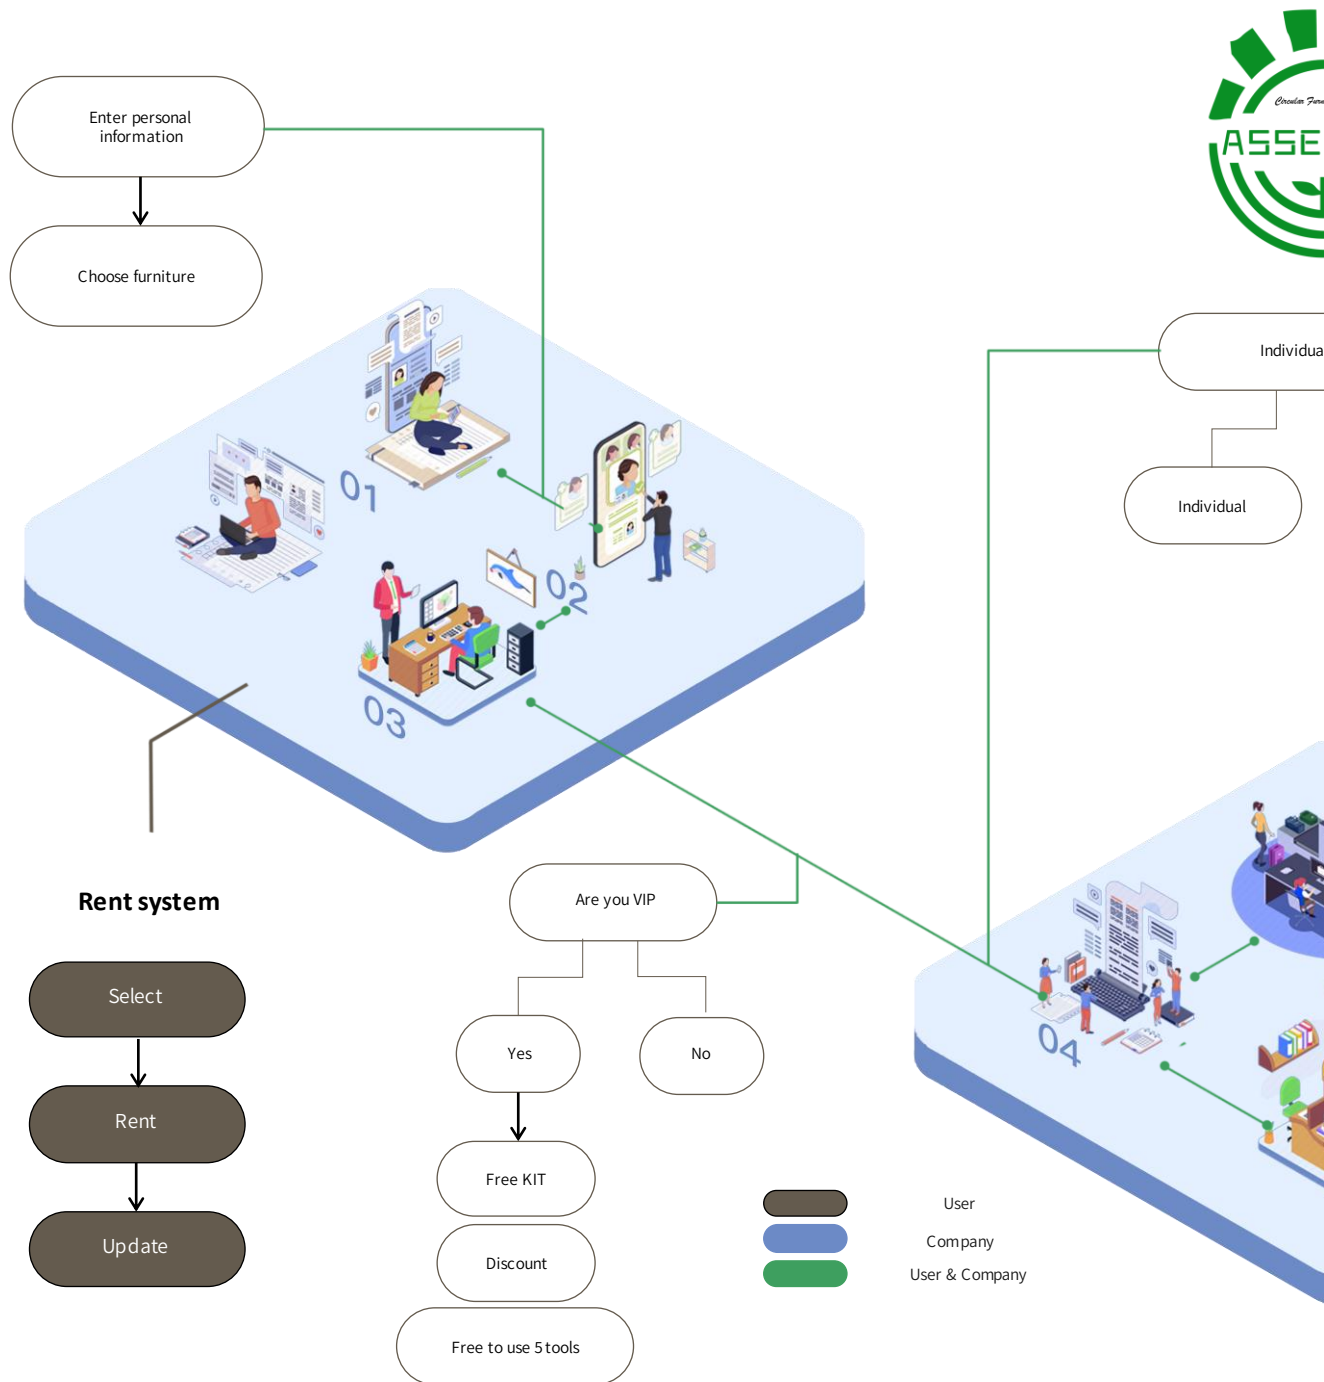 Enter personal
information
Choose furniture
Circular
ASSE
Individua
Individual
01
02
03
04
Rent system
Select
Rent
Update
Are you VIP
Yes
No
Free KIT
Discount
Free to use 5 tools
User
Company
User & Company